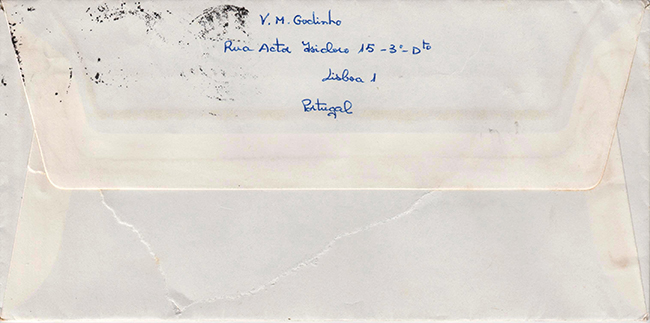 V. M. Godinho
Rua Actor Isidoro 15-3º-Dto
Lisboa 1
Portugal